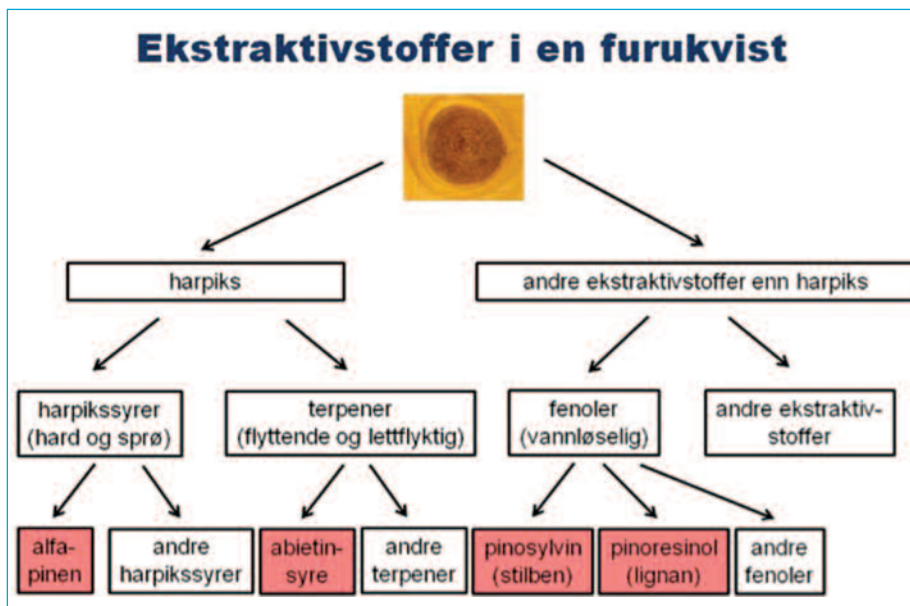 Ekstraktivstoffer i en furukvist
harpiks
andre ekstraktivstoffer enn harpiks
harpikssyrer
(hard og sprø)
terpener
(flyttende og lettflyktig)
fenoler
(vannløselig)
andre ekstraktiv-
stoffer
alfa-
pinen
andre
harpikssyrer
abietin-
syre
andre
terpener
pinosylvin
(stilben)
pinoresinol
(lignan)
andre
fenoler